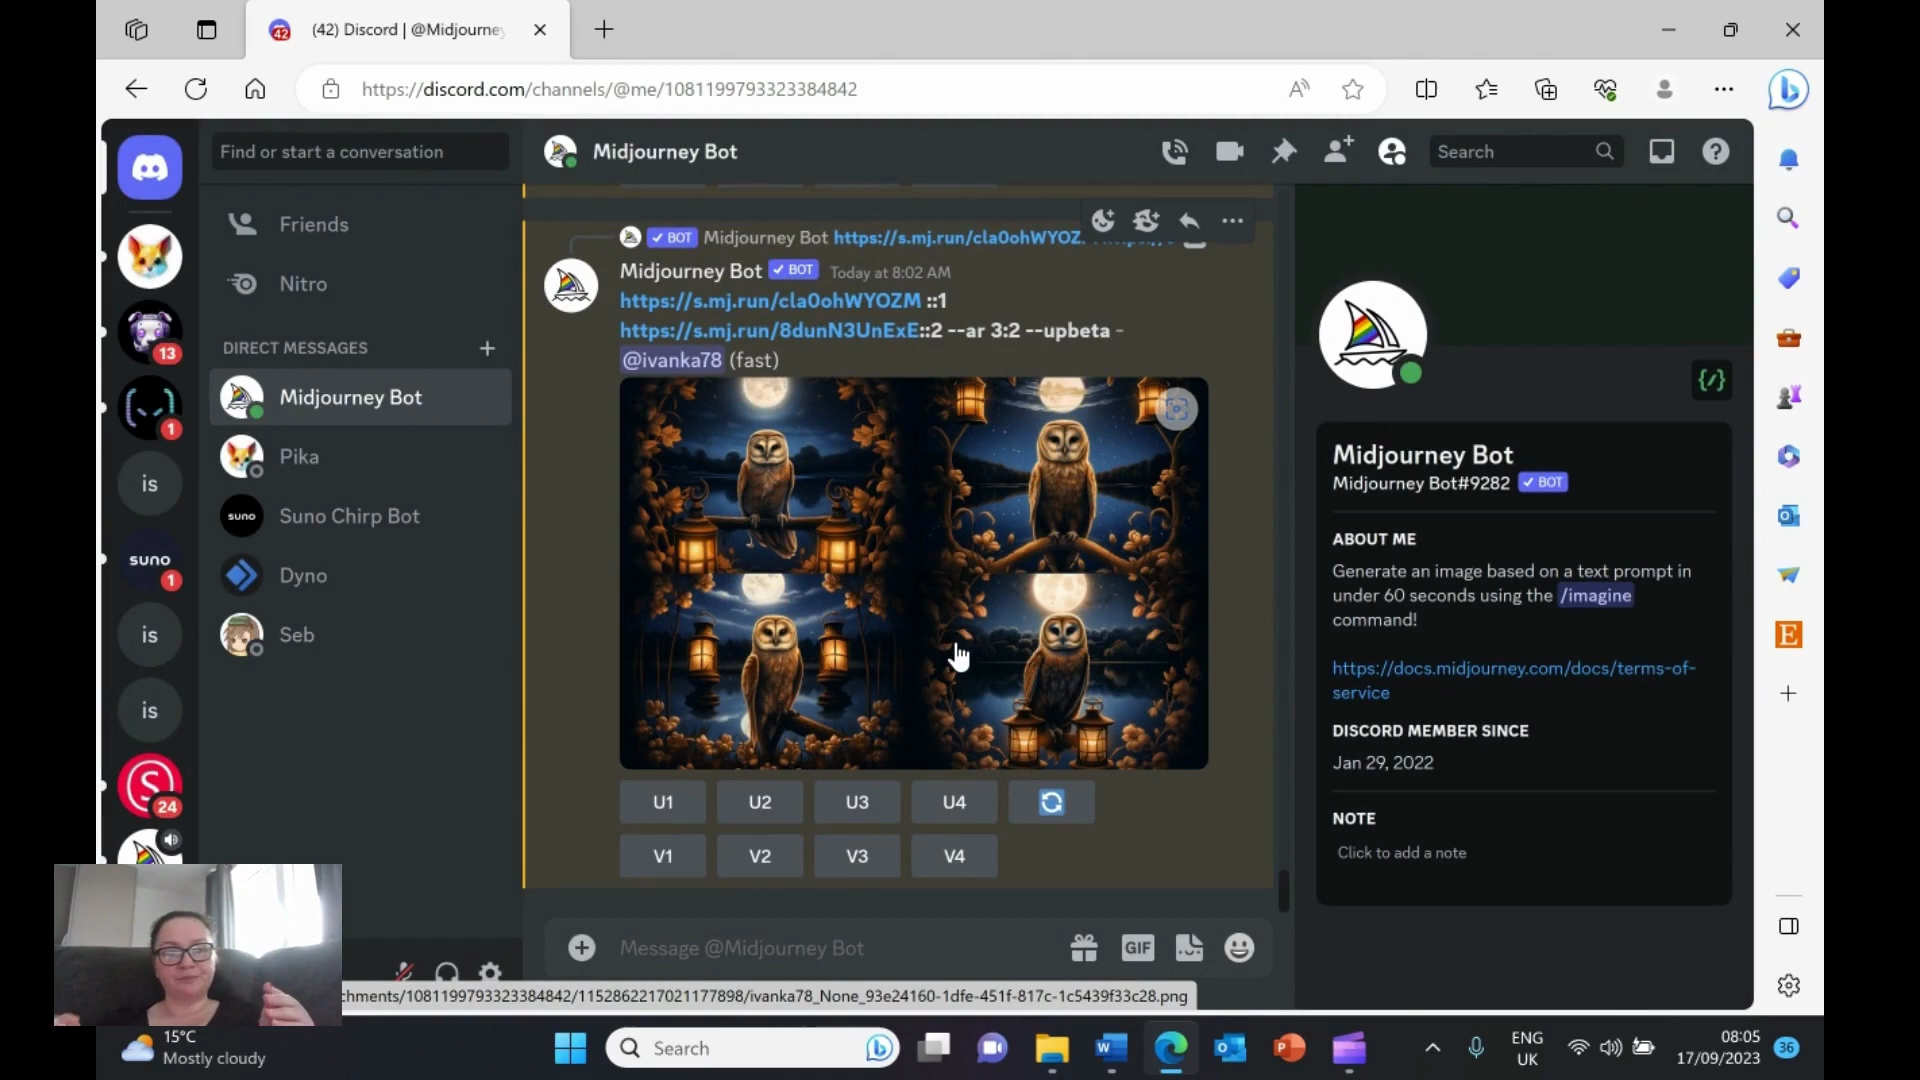 (42) Discord | @Midjourney
https://discord.com/channels/@me/1081199793323384842
Find or start a conversation
Midjourney Bot
Search
Friends
Nitro
DIRECT MESSAGES
Midjourney Bot
Pika
suno
Suno Chirp Bot
Dyno
Seb
42
13
1
is
suno
1
is
is
24
BOT Midjourney Bot https://s.mj.run/cla0ohWYOZ
Midjourney Bot BOT Today at 8:02 AM
https://s.mj.run/cla0ohWYOZM ::1
https://s.mj.run/8dunN3UnExE::2 --ar 3:2 --upbeta -
@ivanka78 (fast)
U1 U2 U3 U4
V1 V2 V3 V4
Message @Midjourney Bot
GIF
Midjourney Bot
Midjourney Bot#9282 BOT
ABOUT ME
Generate an image based on a text prompt in
under 60 seconds using the /imagine
command!
https://docs.midjourney.com/docs/terms-of-
service
DISCORD MEMBER SINCE
Jan 29, 2022
NOTE
Click to add a note
chments/1081199793323384842/1152862217021177898/ivanka78_None_93e24160-1dfe-451f-817c-1c5439f33c28.png
15°C
Mostly cloudy
Search
ENG
UK
08:05
17/09/2023
36